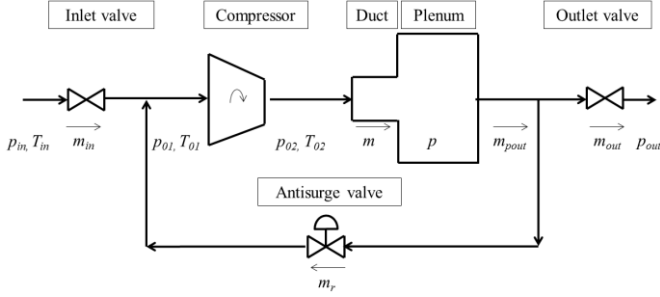 Inlet valve
Compressor
Duct
Plenum
Outlet valve
p_in, T_in
m_in
p_01, T_01
p_02, T_02
m
p
m_pout
m_out
p_out
Antisurge valve
m_r